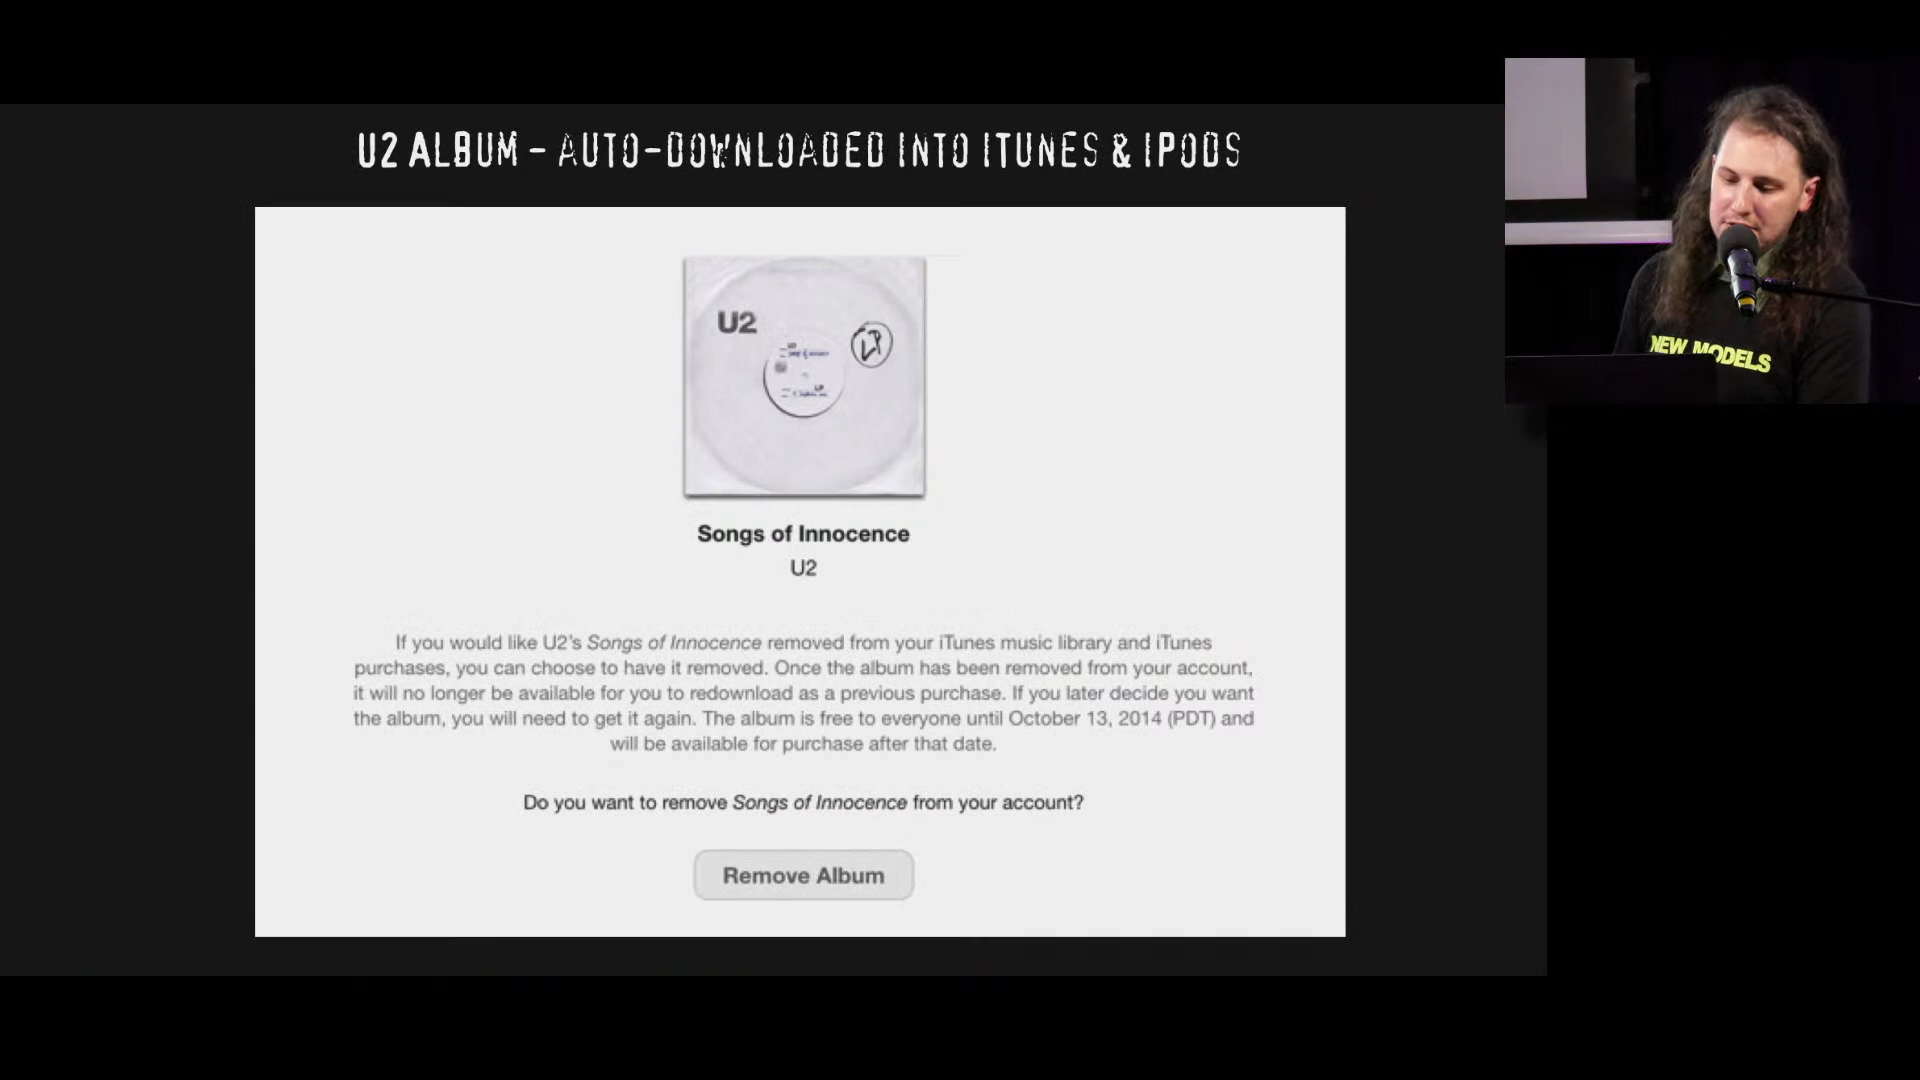 U2 ALBUM - AUTO-DOWNLOADED INTO ITUNES & IPODS
U2
LP
NEW MODELS
Songs of Innocence
U2
If you would like U2's Songs of Innocence removed from your iTunes music library and iTunes
purchases, you can choose to have it removed. Once the album has been removed from your account,
it will no longer be available for you to redownload as a previous purchase. If you later decide you want
the album, you will need to get it again. The album is free to everyone until October 13, 2014 (PDT) and
will be available for purchase after that date.
Do you want to remove Songs of Innocence from your account?
Remove Album